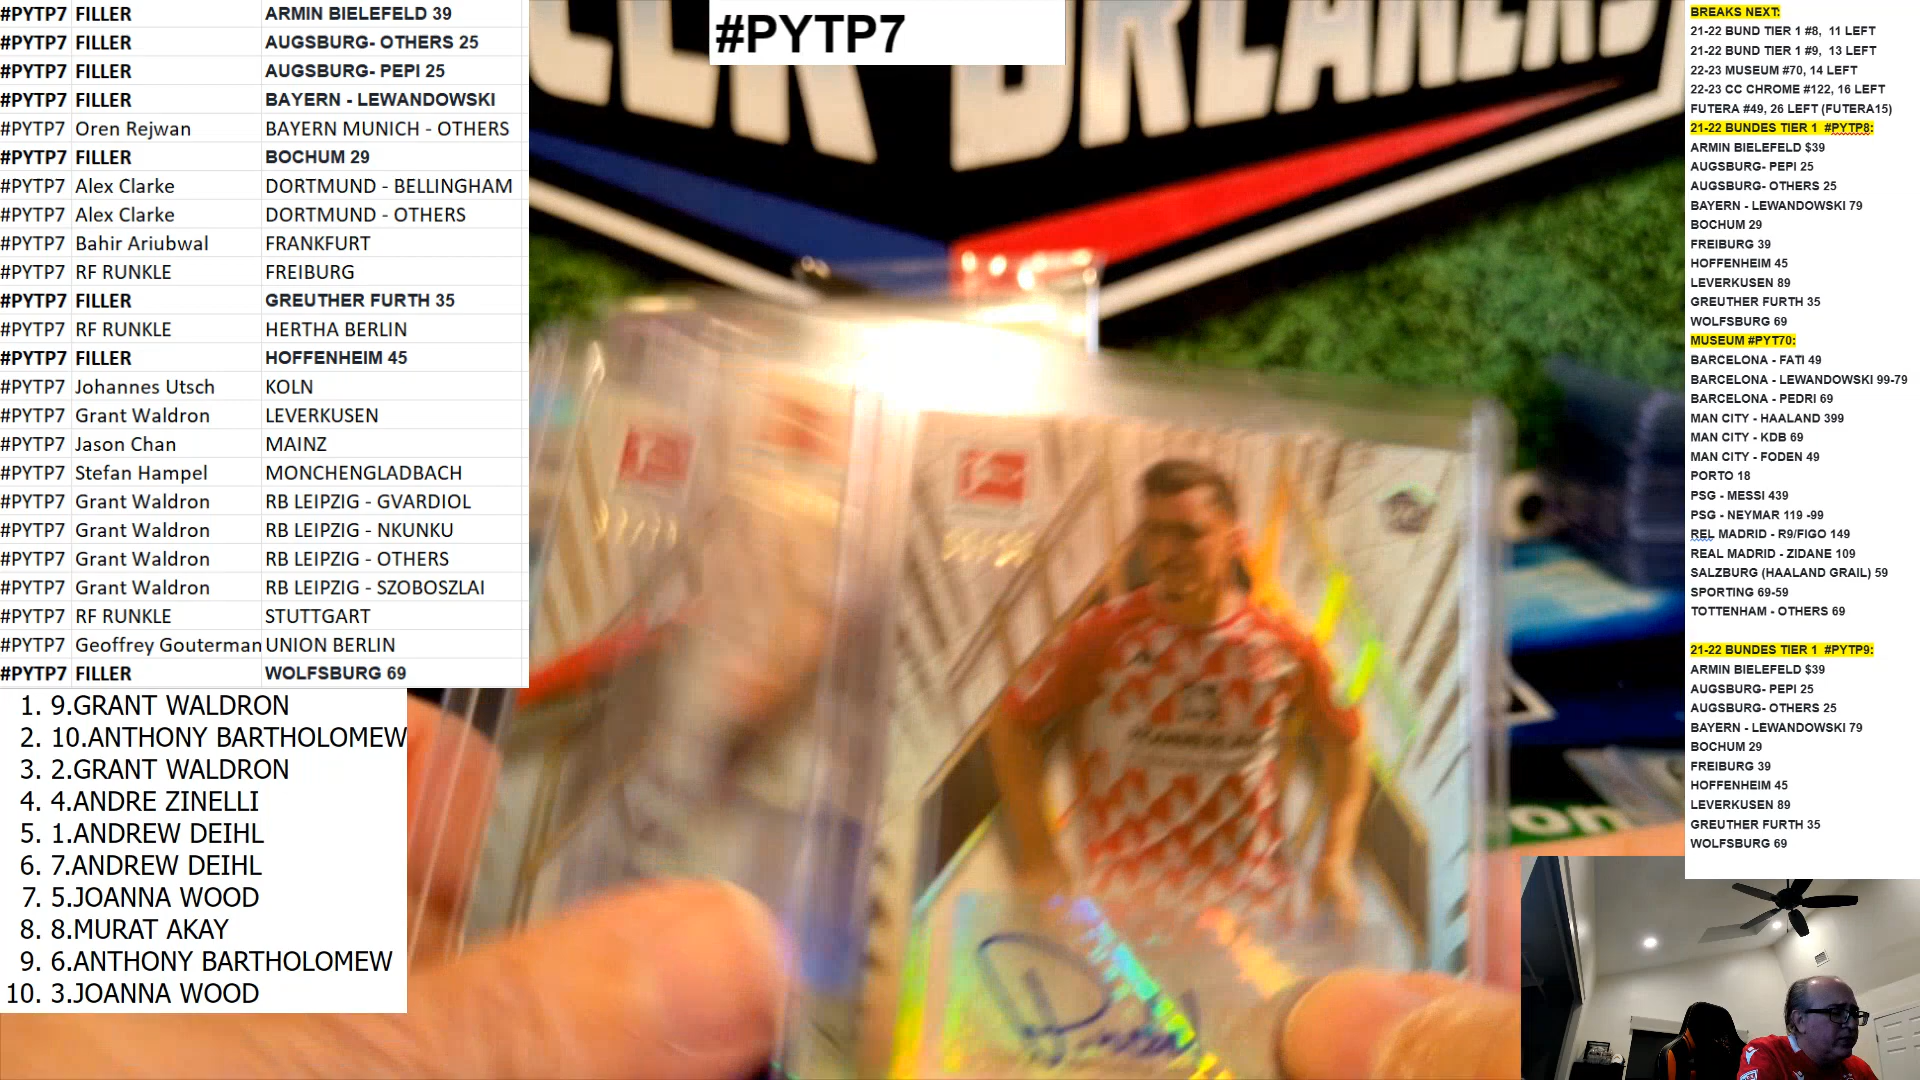 #PYTP7 FILLER ARMIN BIELEFELD 39
#PYTP7 FILLER AUGSBURG- OTHERS 25
#PYTP7 FILLER AUGSBURG- PEPI 25
#PYTP7 FILLER BAYERN - LEWANDOWSKI
#PYTP7 Oren Rejwan BAYERN MUNICH - OTHERS
#PYTP7 FILLER BOCHUM 29
#PYTP7 Alex Clarke DORTMUND - BELLINGHAM
#PYTP7 Alex Clarke DORTMUND - OTHERS
#PYTP7 Bahir Ariubwal FRANKFURT
#PYTP7 RF RUNKLE FREIBURG
#PYTP7 FILLER GREUTHER FURTH 35
#PYTP7 RF RUNKLE HERTHA BERLIN
#PYTP7 FILLER HOFFENHEIM 45
#PYTP7 Johannes Utsch KOLN
#PYTP7 Grant Waldron LEVERKUSEN
#PYTP7 Jason Chan MAINZ
#PYTP7 Stefan Hampel MONCHENGLADBACH
#PYTP7 Grant Waldron RB LEIPZIG - GVARDIOL
#PYTP7 Grant Waldron RB LEIPZIG - NKUNKU
#PYTP7 Grant Waldron RB LEIPZIG - OTHERS
#PYTP7 Grant Waldron RB LEIPZIG - SZOBOSZLAI
#PYTP7 RF RUNKLE STUTTGART
#PYTP7 Geoffrey Gouterman UNION BERLIN
#PYTP7 FILLER WOLFSBURG 69
1. 9.GRANT WALDRON
2. 10.ANTHONY BARTHOLOMEW
3. 2.GRANT WALDRON
4. 4.ANDRE ZINELLI
5. 1.ANDREW DEIHL
6. 7.ANDREW DEIHL
7. 5.JOANNA WOOD
8. 8.MURAT AKAY
9. 6.ANTHONY BARTHOLOMEW
10. 3.JOANNA WOOD
#PYTP7
BREAKERS
BREAKS NEXT:
21-22 BUND TIER 1 #8, 11 LEFT
21-22 BUND TIER 1 #9, 13 LEFT
22-23 MUSEUM #70, 14 LEFT
22-23 CC CHROME #122, 16 LEFT
FUTERA #49, 26 LEFT (FUTERA15)
21-22 BUNDES TIER 1 #PYTP8:
ARMIN BIELEFELD $39
AUGSBURG- PEPI 25
AUGSBURG- OTHERS 25
BAYERN - LEWANDOWSKI 79
BOCHUM 29
FREIBURG 39
HOFFENHEIM 45
LEVERKUSEN 89
GREUTHER FURTH 35
WOLFSBURG 69
MUSEUM #PYT70:
BARCELONA - FATI 49
BARCELONA - LEWANDOWSKI 99-79
BARCELONA - PEDRI 69
MAN CITY - HAALAND 399
MAN CITY - KDB 69
MAN CITY - FODEN 49
PORTO 18
PSG - MESSI 439
PSG - NEYMAR 119 -99
REL MADRID - R9/FIGO 149
REAL MADRID - ZIDANE 109
SALZBURG (HAALAND GRAIL) 59
SPORTING 69-59
TOTTENHAM - OTHERS 69
21-22 BUNDES TIER 1 #PYTP9:
ARMIN BIELEFELD $39
AUGSBURG- PEPI 25
AUGSBURG- OTHERS 25
BAYERN - LEWANDOWSKI 79
BOCHUM 29
FREIBURG 39
HOFFENHEIM 45
LEVERKUSEN 89
GREUTHER FURTH 35
WOLFSBURG 69